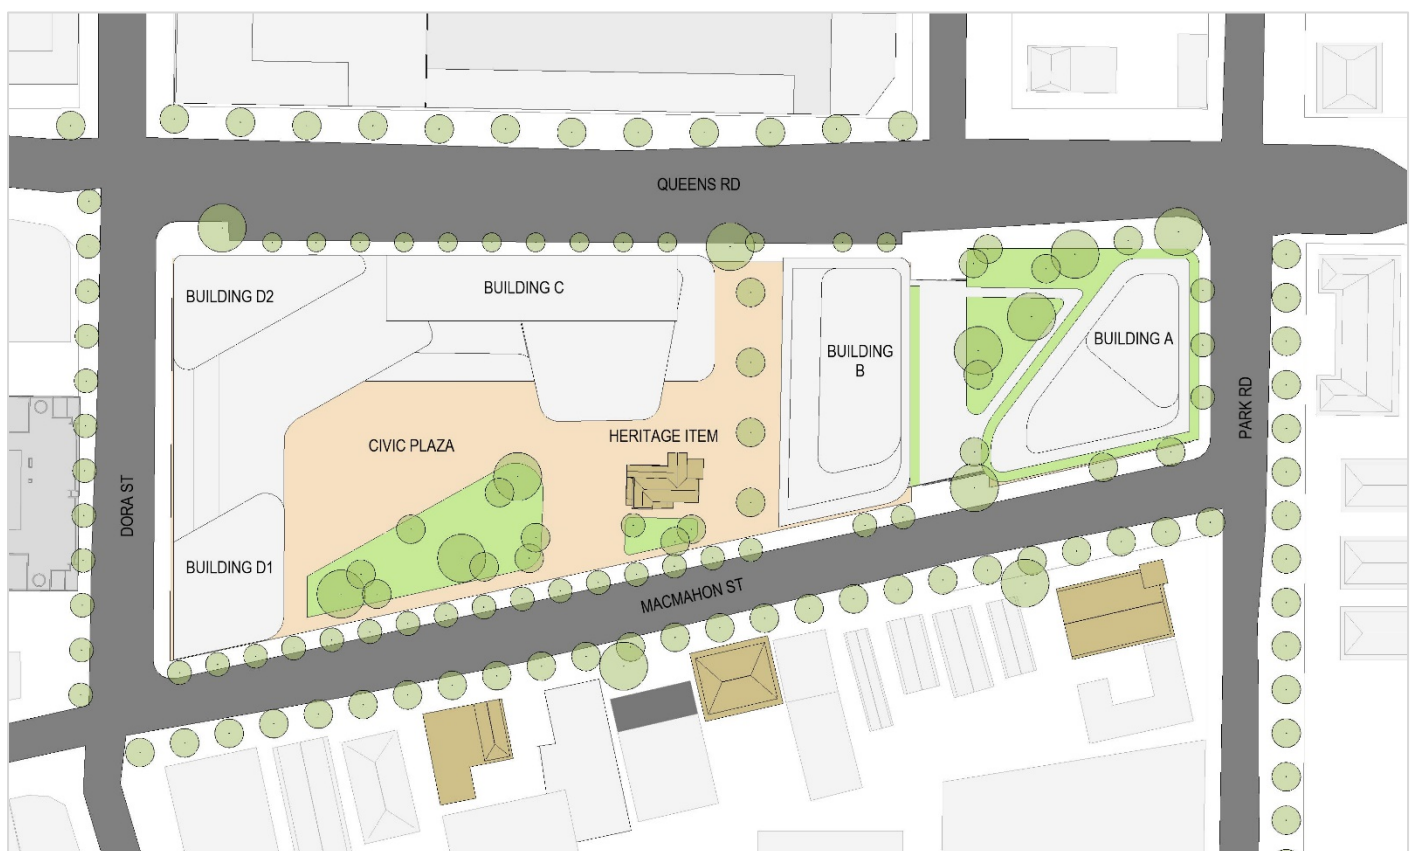 QUEENS RD
BUILDING D2
BUILDING C
BUILDING A
BUILDING
B
PARK RD
HERITAGE ITEM
CIVIC PLAZA
DORA ST
BUILDING D1
MACMAHON ST